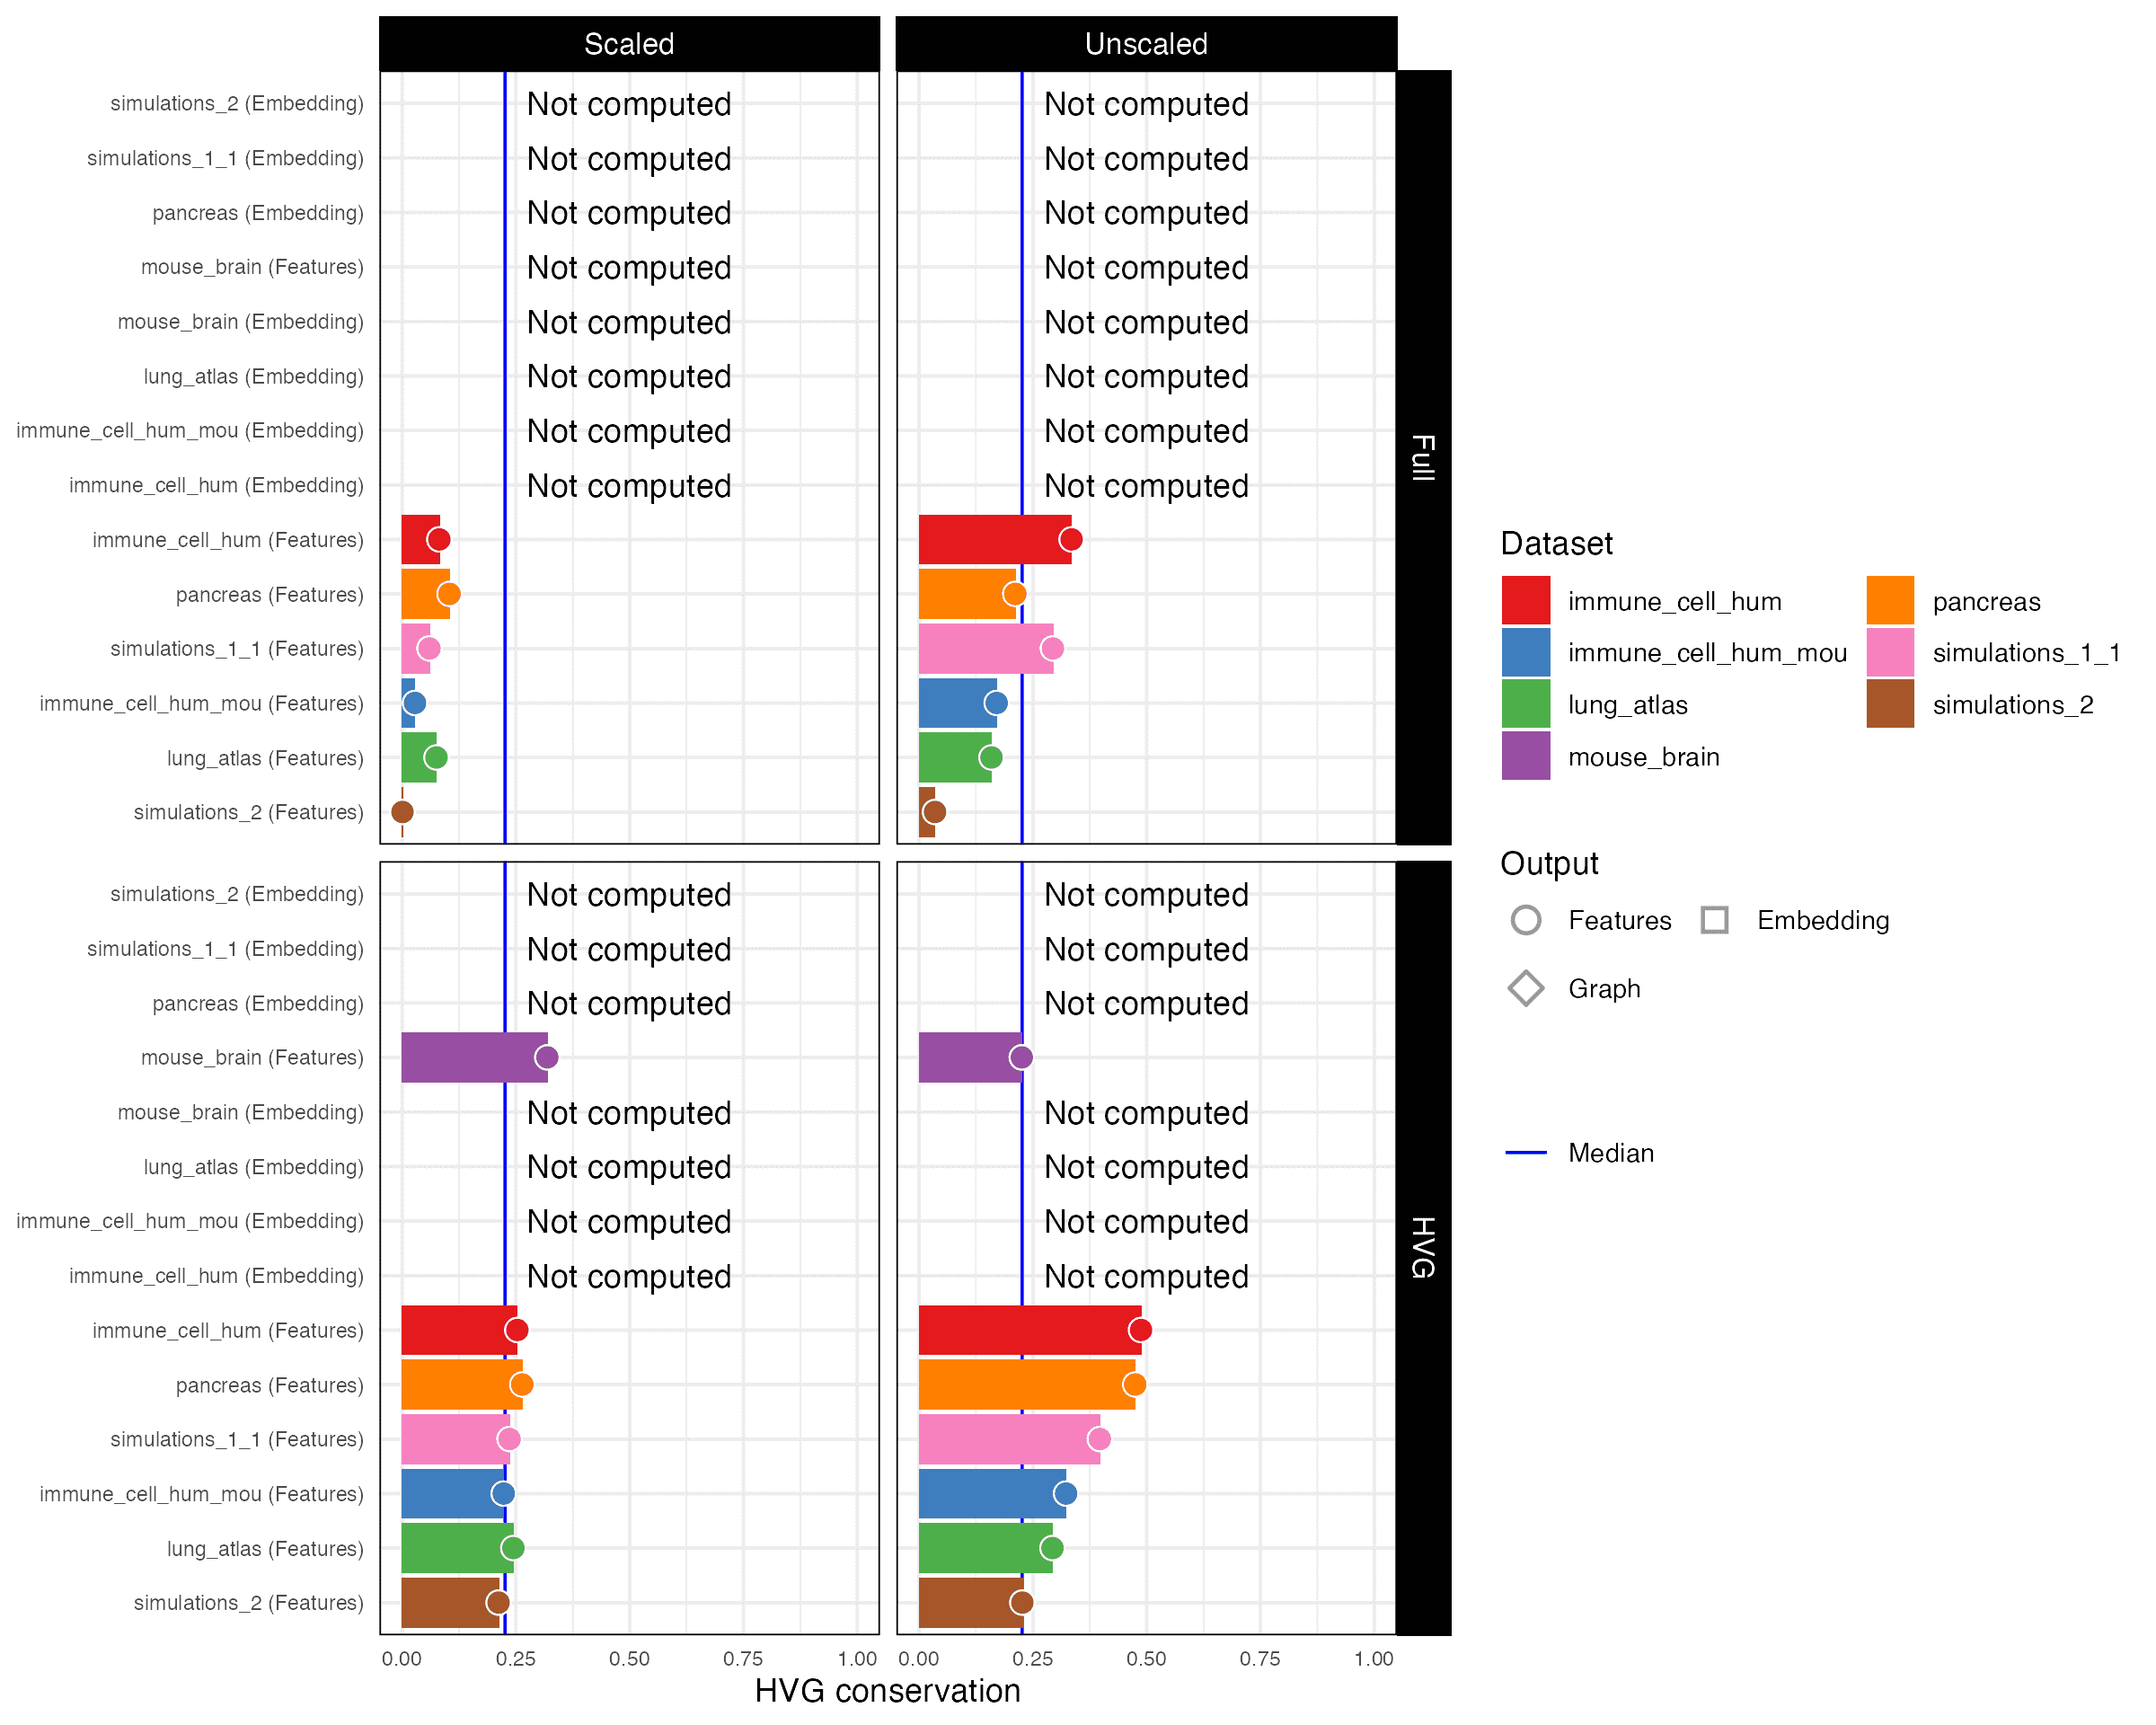 Scaled
Unscaled
simulations_2 (Embedding) Not computed Not computed
simulations_1_1 (Embedding) Not computed Not computed
pancreas (Embedding) Not computed Not computed
mouse_brain (Features) Not computed Not computed
mouse_brain (Embedding) Not computed Not computed
lung_atlas (Embedding) Not computed Not computed
immune_cell_hum_mou (Embedding) Not computed Not computed
immune_cell_hum (Embedding) Not computed Not computed
immune_cell_hum (Features)
pancreas (Features)
simulations_1_1 (Features)
immune_cell_hum_mou (Features)
lung_atlas (Features)
simulations_2 (Features)
Full
simulations_2 (Embedding) Not computed Not computed
simulations_1_1 (Embedding) Not computed Not computed
pancreas (Embedding) Not computed Not computed
mouse_brain (Features)
mouse_brain (Embedding) Not computed Not computed
lung_atlas (Embedding) Not computed Not computed
immune_cell_hum_mou (Embedding) Not computed Not computed
immune_cell_hum (Embedding) Not computed Not computed
immune_cell_hum (Features)
pancreas (Features)
simulations_1_1 (Features)
immune_cell_hum_mou (Features)
lung_atlas (Features)
simulations_2 (Features)
HVG
0.00 0.25 0.50 0.75 1.00 0.00 0.25 0.50 0.75 1.00
HVG conservation
Dataset
immune_cell_hum
immune_cell_hum_mou
lung_atlas
mouse_brain
pancreas
simulations_1_1
simulations_2
Output
Features Embedding
Graph
Median